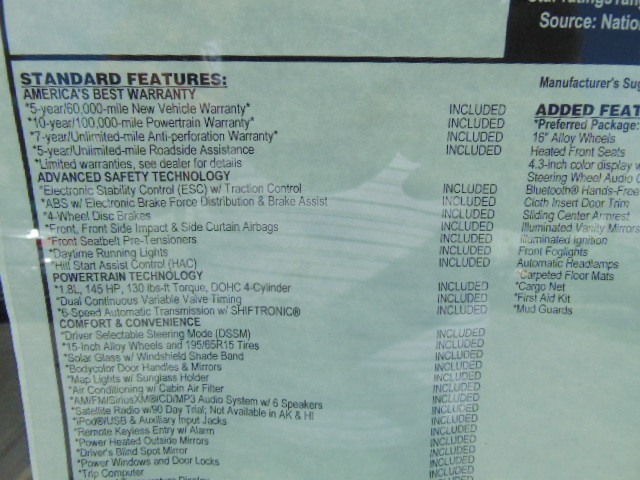 Source: Natio
STANDARD FEATURES:
AMERICA'S BEST WARRANTY
*5-year/60,000-mile New Vehicle Warranty* INCLUDED
*10-year/100,000-mile Powertrain Warranty* INCLUDED
*7-year/Unlimited-mile Anti-perforation Warranty* INCLUDED
*5-year/Unlimited-mile Roadside Assistance INCLUDED
*Limited warranties, see dealer for details
ADVANCED SAFETY TECHNOLOGY
*Electronic Stability Control (ESC) w/ Traction Control INCLUDED
*ABS w/ Electronic Brake Force Distribution & Brake Assist INCLUDED
*4-Wheel Disc Brakes INCLUDED
*Front, Front Side Impact & Side Curtain Airbags INCLUDED
*Front Seatbelt Pre-Tensioners INCLUDED
*Daytime Running Lights INCLUDED
*Hill Start Assist Control (HAC) INCLUDED
POWERTRAIN TECHNOLOGY
*1.8L, 145 HP, 130 lbs-ft Torque, DOHC 4-Cylinder INCLUDED
*Dual Continuous Variable Valve Timing INCLUDED
*6-Speed Automatic Transmission w/ SHIFTRONIC® INCLUDED
COMFORT & CONVENIENCE
*Driver Selectable Steering Mode (DSSM) INCLUDED
*15-Inch Alloy Wheels and 195/65R15 Tires INCLUDED
*Solar Glass w/ Windshield Shade Band INCLUDED
*Bodycolor Door Handles & Mirrors INCLUDED
*Map Lights w/ Sunglass Holder INCLUDED
*Air Conditioning w/ Cabin Air Filter INCLUDED
*AM/FM/SiriusXM®/CD/MP3 Audio System w/ 6 Speakers INCLUDED
*Satellite Radio w/90 Day Trial; Not Available in AK & HI INCLUDED
*iPod®/USB & Auxiliary Input Jacks INCLUDED
*Remote Keyless Entry w/ Alarm INCLUDED
*Power Heated Outside Mirrors INCLUDED
*Driver's Blind Spot Mirror INCLUDED
*Power Windows and Door Locks INCLUDED
*Trip Computer INCLUDED
Manufacturer's Sug
ADDED FEAT
*Preferred Package:
16" Alloy Wheels
Heated Front Seats
4.3-inch color display w
Steering Wheel Audio C
Bluetooth® Hands-Free
Cloth Insert Door Trim
Sliding Center Armrest
Illuminated Vanity Mirrors
Illuminated Ignition
Front Foglights
Automatic Headlamps
*Carpeted Floor Mats
*Cargo Net
*First Aid Kit
*Mud Guards